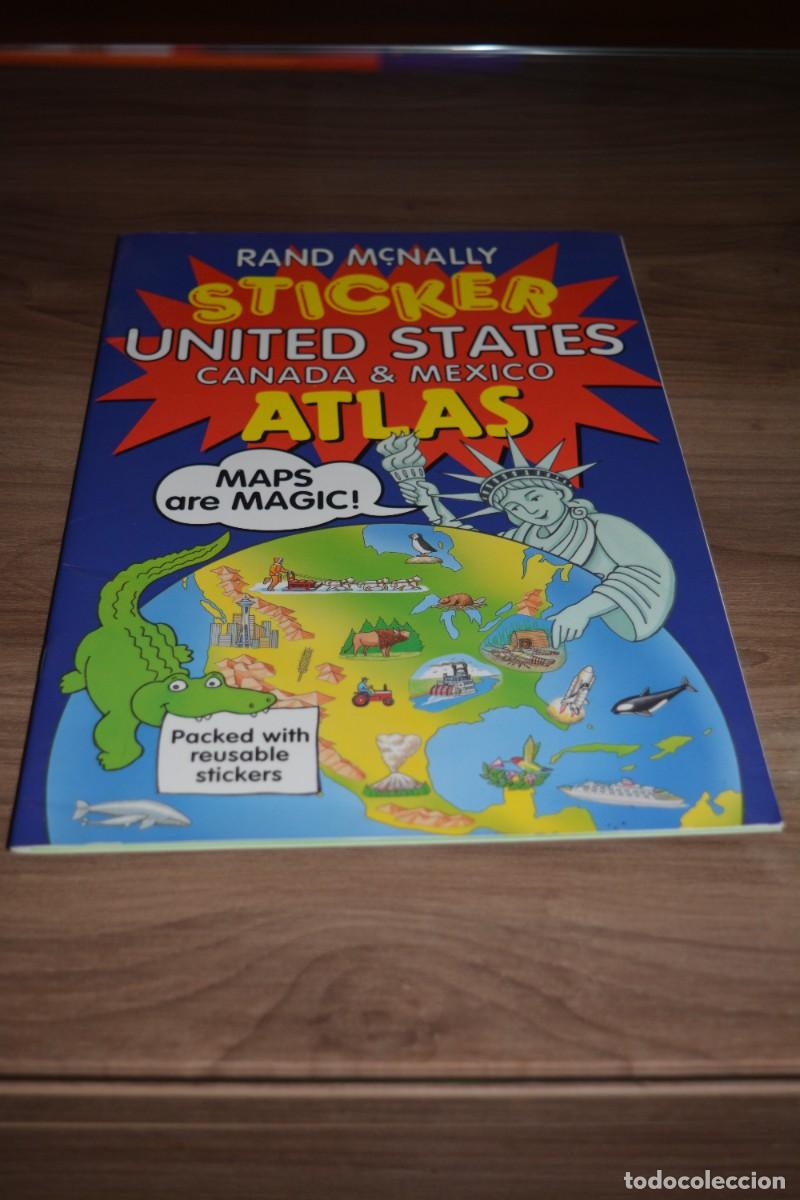 RAND McNALLY
STICKER
UNITED STATES
CANADA & MEXICO
ATLAS
MAPS
are MAGIC!
Packed with
reusable
stickers
todocoleccion